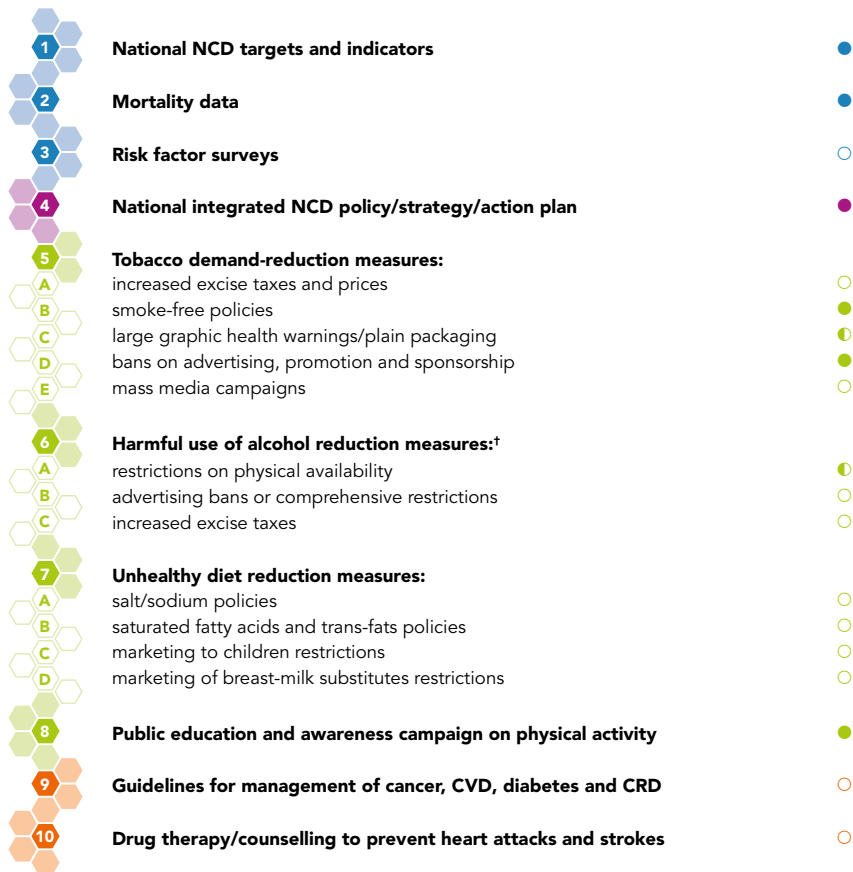 1 National NCD targets and indicators
2 Mortality data
3 Risk factor surveys
4 National integrated NCD policy/strategy/action plan
5 Tobacco demand-reduction measures:
A increased excise taxes and prices
B smoke-free policies
C large graphic health warnings/plain packaging
D bans on advertising, promotion and sponsorship
E mass media campaigns
6 Harmful use of alcohol reduction measures:†
A restrictions on physical availability
B advertising bans or comprehensive restrictions
C increased excise taxes
7 Unhealthy diet reduction measures:
A salt/sodium policies
B saturated fatty acids and trans-fats policies
C marketing to children restrictions
D marketing of breast-milk substitutes restrictions
8 Public education and awareness campaign on physical activity
9 Guidelines for management of cancer, CVD, diabetes and CRD
10 Drug therapy/counselling to prevent heart attacks and strokes